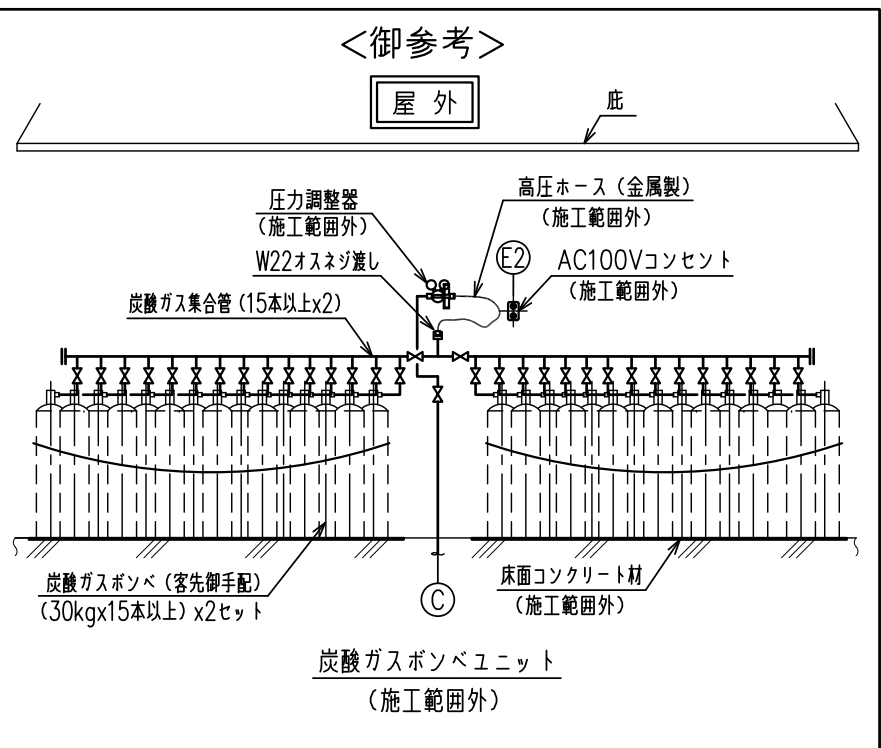 <御参考>
屋 外
庇
圧力調整器
(施工範囲外)
高圧ホース (金属製)
(施工範囲外)
W22オスネジ渡し
E2
AC100Vコンセント
(施工範囲外)
炭酸ガス集合管 (15本以上x2)
炭酸ガスボンベ (客先御手配)
(30kgx15本以上) x2セット
C
床面コンクリート材
(施工範囲外)
炭酸ガスボンベユニット
(施工範囲外)